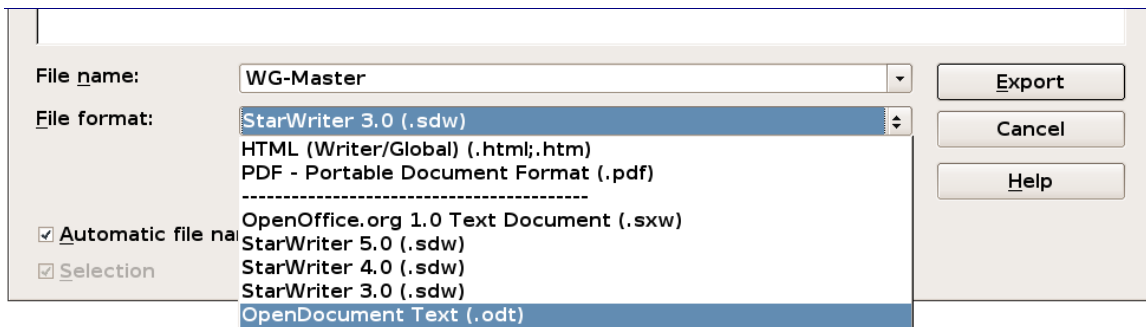 File name:
WG-Master
Export
File format:
StarWriter 3.0 (.sdw)
Cancel
HTML (Writer/Global) (.html;.htm)
PDF - Portable Document Format (.pdf)
Help
------------------------------------------
OpenOffice.org 1.0 Text Document (.sxw)
Automatic file
StarWriter 5.0 (.sdw)
StarWriter 4.0 (.sdw)
Selection
StarWriter 3.0 (.sdw)
OpenDocument Text (.odt)